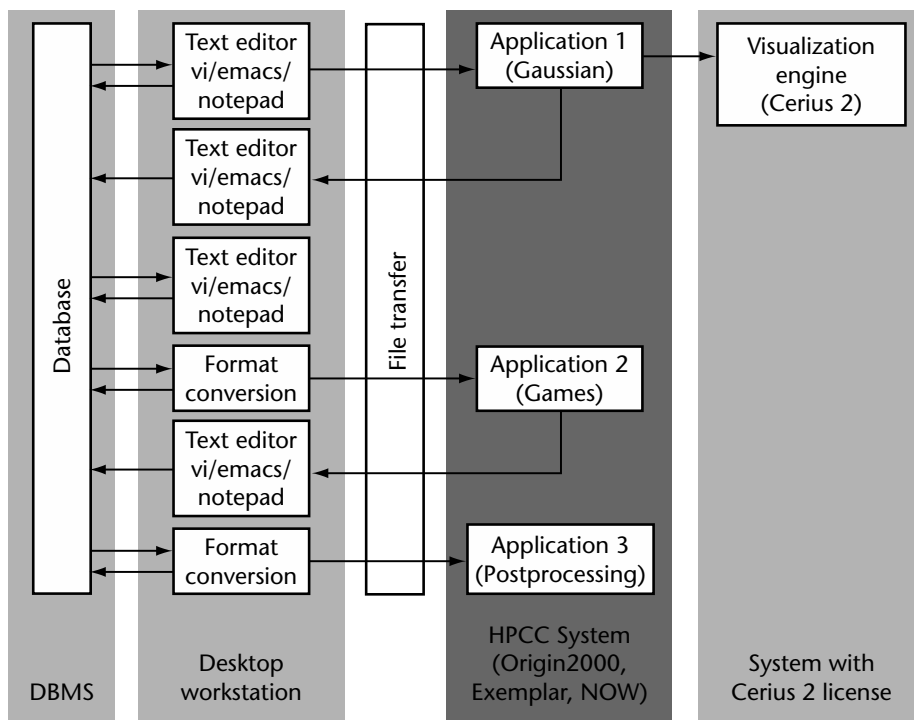 Database
Text editor
vi/emacs/
notepad
Text editor
vi/emacs/
notepad
Text editor
vi/emacs/
notepad
Format
conversion
Text editor
vi/emacs/
notepad
Format
conversion
File transfer
Application 1
(Gaussian)
Application 2
(Games)
Application 3
(Postprocessing)
Visualization
engine
(Cerius 2)
DBMS
Desktop
workstation
HPCC System
(Origin2000,
Exemplar, NOW)
System with
Cerius 2 license